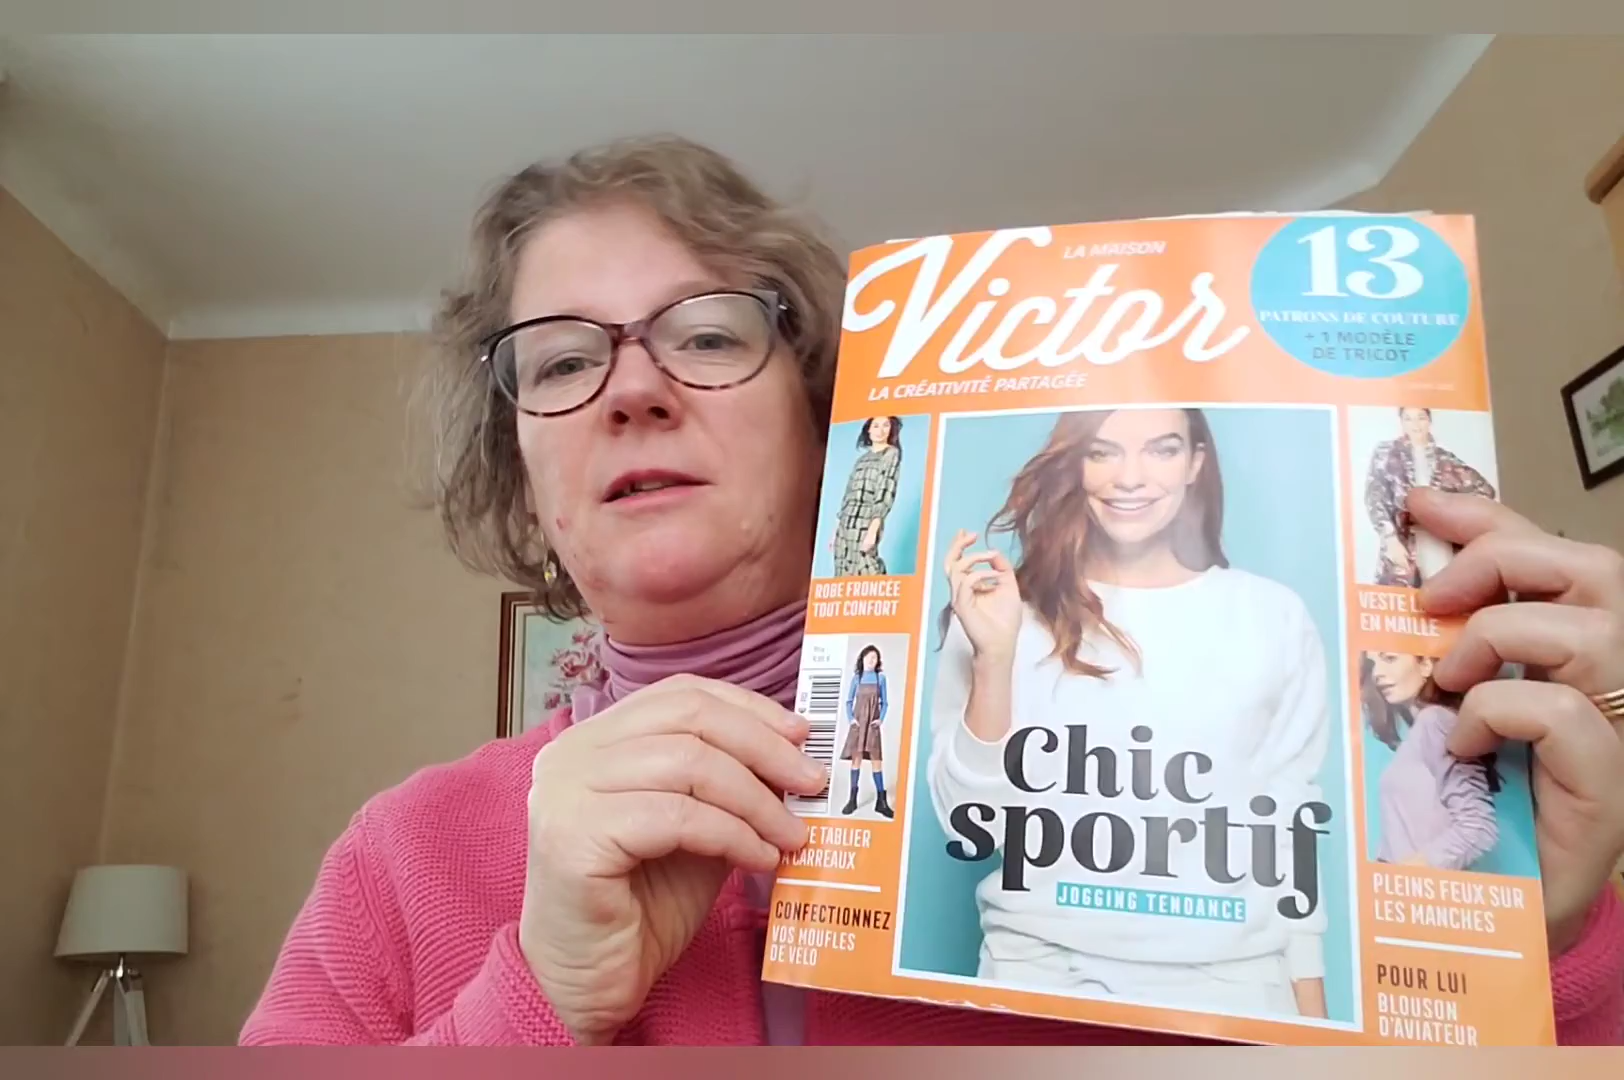 LA MAISON
Victor
LA CRÉATIVITÉ PARTAGÉE
13
PATRONS DE COUTURE
+ 1 MODÈLE
DE TRICOT
ROBE FRONCÉE
TOUT CONFORT
TABLIER
À CARREAUX
CONFECTIONNEZ
VOS MOUFLES
DE VELO
Chic
sportif
JOGGING TENDANCE
VESTE
EN MAILLE
PLEINS FEUX SUR
LES MANCHES
POUR LUI
BLOUSON
D'AVIATEUR